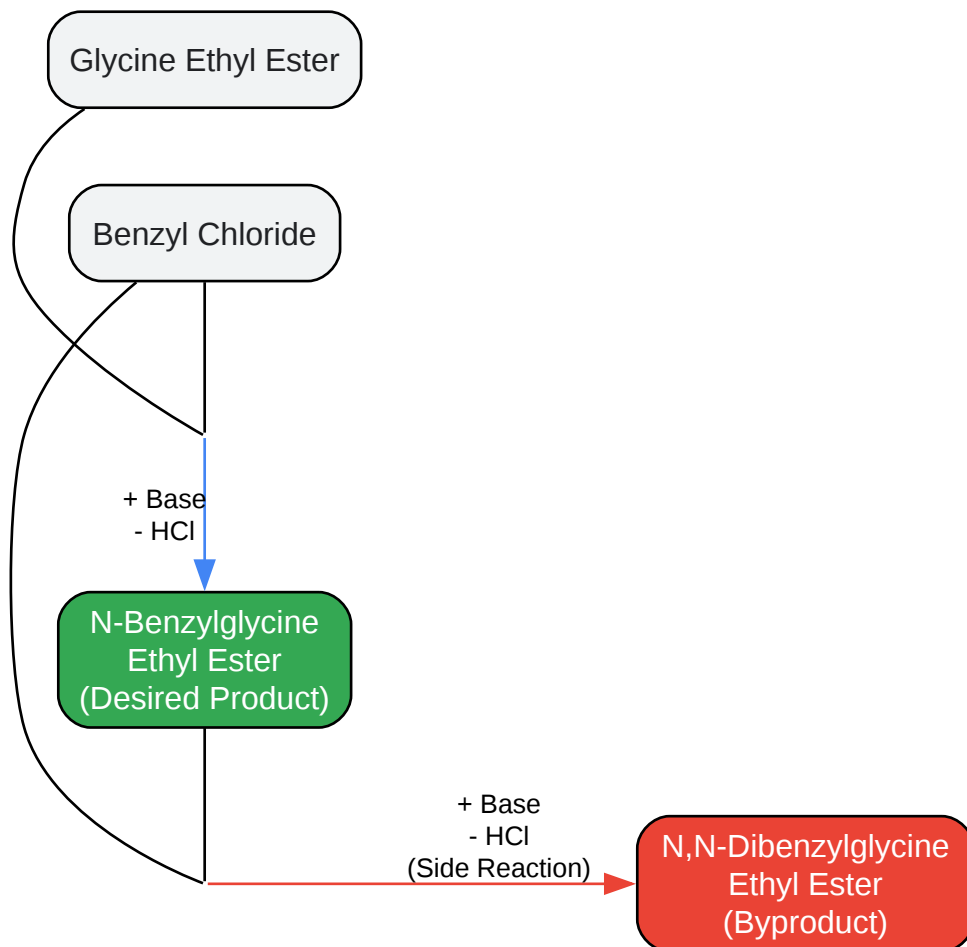 Glycine Ethyl Ester
Benzyl Chloride
+ Base
- HCl
N-Benzylglycine
Ethyl Ester
(Desired Product)
+ Base
- HCl
(Side Reaction)
N,N-Dibenzylglycine
Ethyl Ester
(Byproduct)